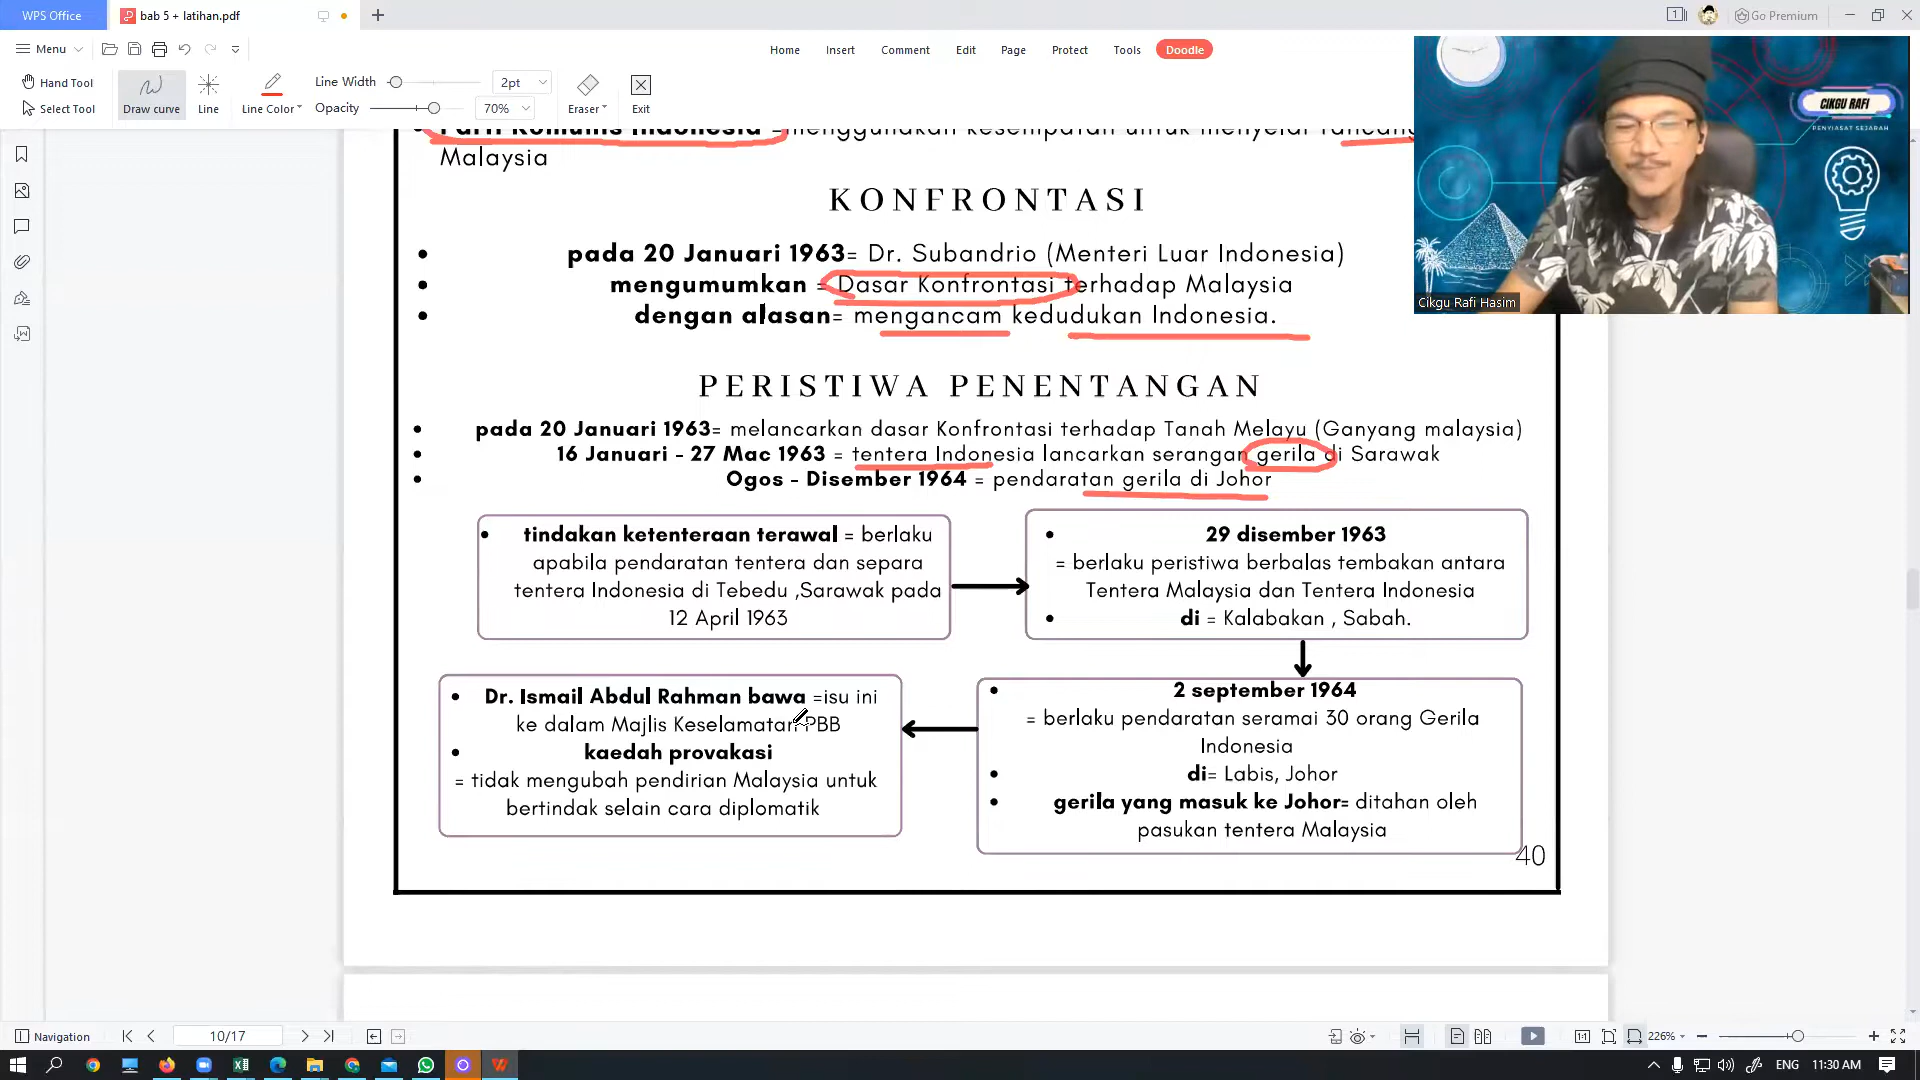 WPS Office
bab 5 + latihan.pdf
Go Premium
Menu
Home Insert Comment Edit Page Protect Tools Doodle
Hand Tool
Select Tool
Draw curve
Line
Line Color
Line Width 2pt
Opacity 70%
Eraser
Exit
CIKGU RAFI
PENYIASAT SEJARAH
Cikgu Rafi Hasim
Parti Komunis Indonesia =menggunakan kesempatan untuk menyekat rancangan
Malaysia
KONFRONTASI
pada 20 Januari 1963= Dr. Subandrio (Menteri Luar Indonesia)
mengumumkan = Dasar Konfrontasi terhadap Malaysia
dengan alasan= mengancam kedudukan Indonesia.
PERISTIWA PENENTANGAN
pada 20 Januari 1963= melancarkan dasar Konfrontasi terhadap Tanah Melayu (Ganyang malaysia)
16 Januari - 27 Mac 1963 = tentera Indonesia lancarkan serangan gerila di Sarawak
Ogos - Disember 1964 = pendaratan gerila di Johor
tindakan ketenteraan terawal = berlaku
apabila pendaratan tentera dan separa
tentera Indonesia di Tebedu ,Sarawak pada
12 April 1963
29 disember 1963
= berlaku peristiwa berbalas tembakan antara
Tentera Malaysia dan Tentera Indonesia
di = Kalabakan , Sabah.
Dr. Ismail Abdul Rahman bawa =isu ini
ke dalam Majlis Keselamatan PBB
kaedah provakasi
= tidak mengubah pendirian Malaysia untuk
bertindak selain cara diplomatik
2 september 1964
= berlaku pendaratan seramai 30 orang Gerila
Indonesia
di= Labis, Johor
gerila yang masuk ke Johor= ditahan oleh
pasukan tentera Malaysia
40
Navigation
10/17
226%
ENG
11:30 AM